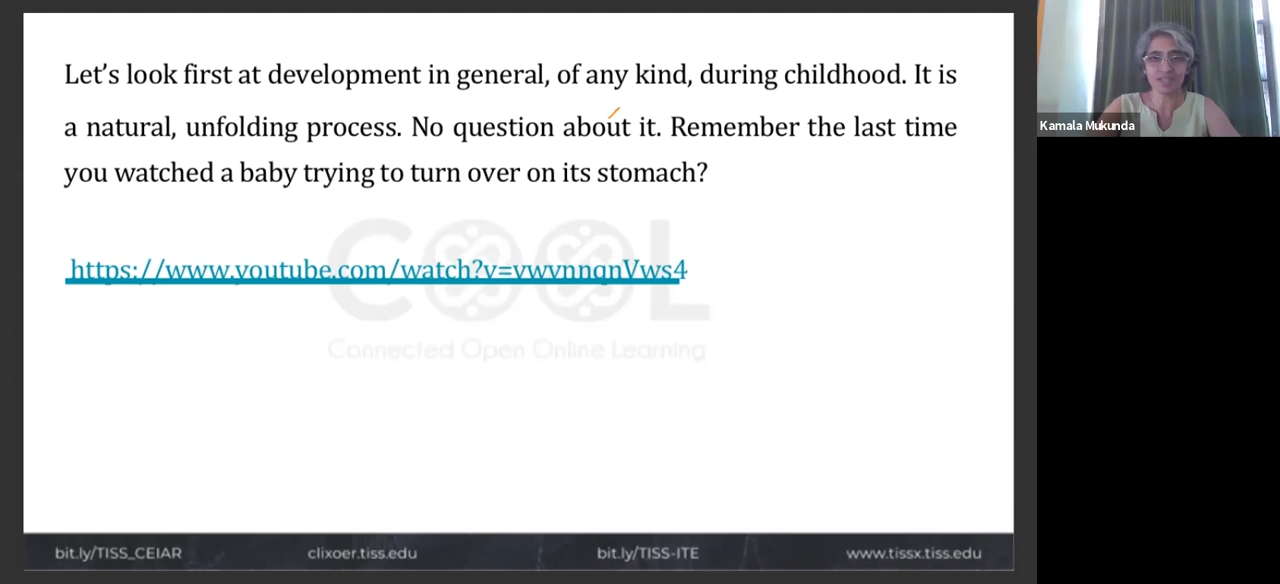 Let’s look first at development in general, of any kind, during childhood. It is
a natural, unfolding process. No question about it. Remember the last time
you watched a baby trying to turn over on its stomach?
https://www.youtube.com/watch?v=vwvnnqnVws4
COOL
Connected Open Online Learning
bit.ly/TISS_CEIAR
clixoer.tiss.edu
bit.ly/TISS-ITE
www.tissx.tiss.edu
Kamala Mukunda